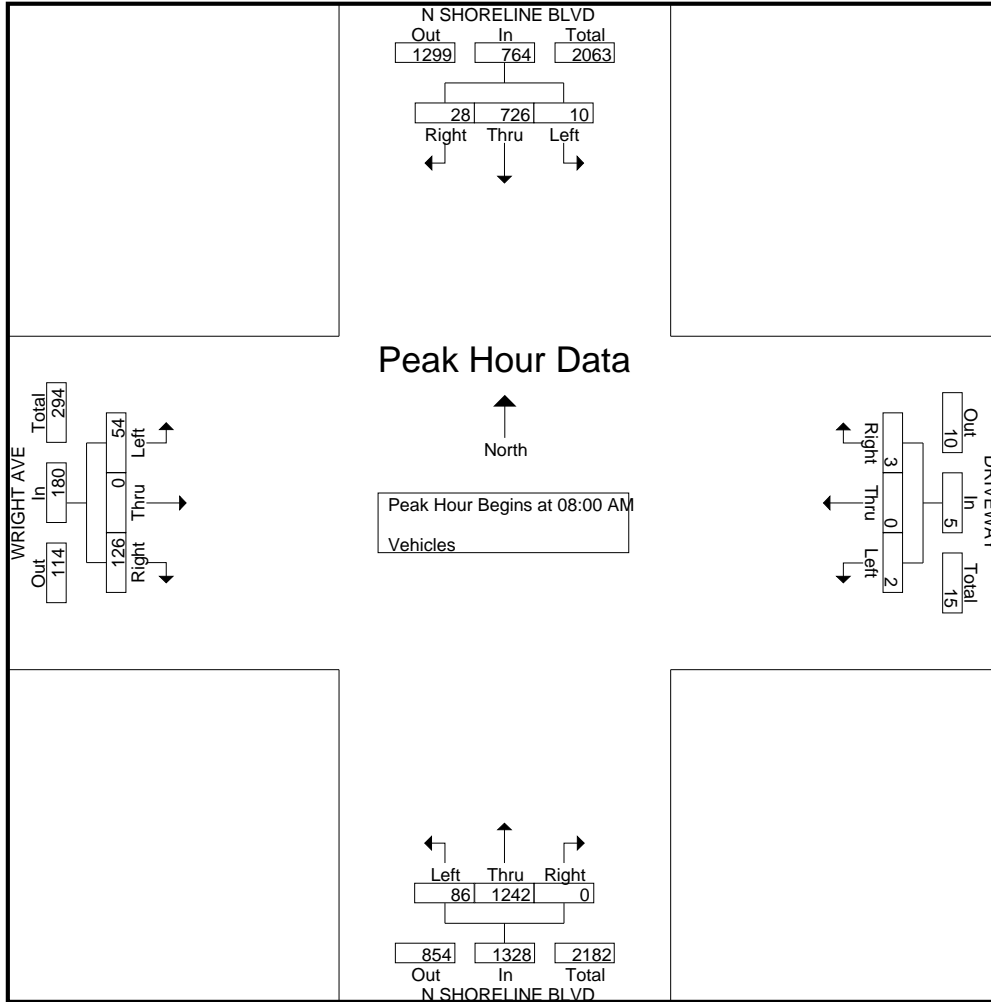 N SHORELINE BLVD
Out In Total
1299 764 2063
28 726 10
Right Thru Left
Peak Hour Data
North
Peak Hour Begins at 08:00 AM
Vehicles
WRIGHT AVE
Out In Total
114 180 294
126 0 54
Right Thru Left
DRIVEWAY
Out In Total
10 5 15
3 0 2
Right Thru Left
Left Thru Right
86 1242 0
854 1328 2182
Out In Total
N SHORELINE BLVD